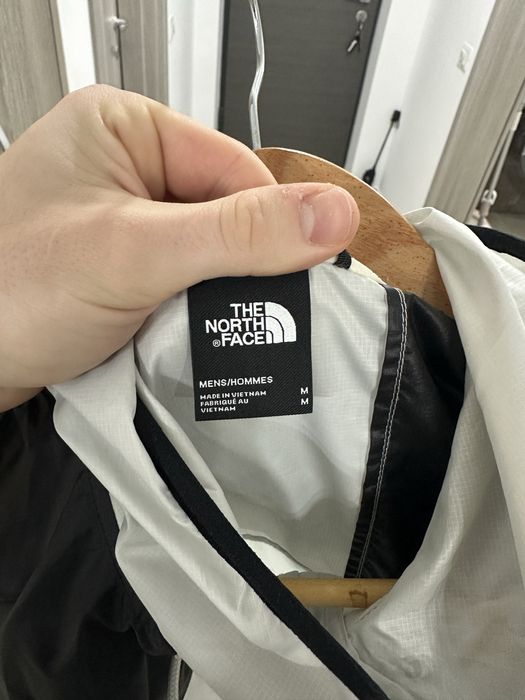 THE
NORTH
® FACE
MENS/HOMMES M
MADE IN VIETNAM M
FABRIQUÉ AU
VIETNAM